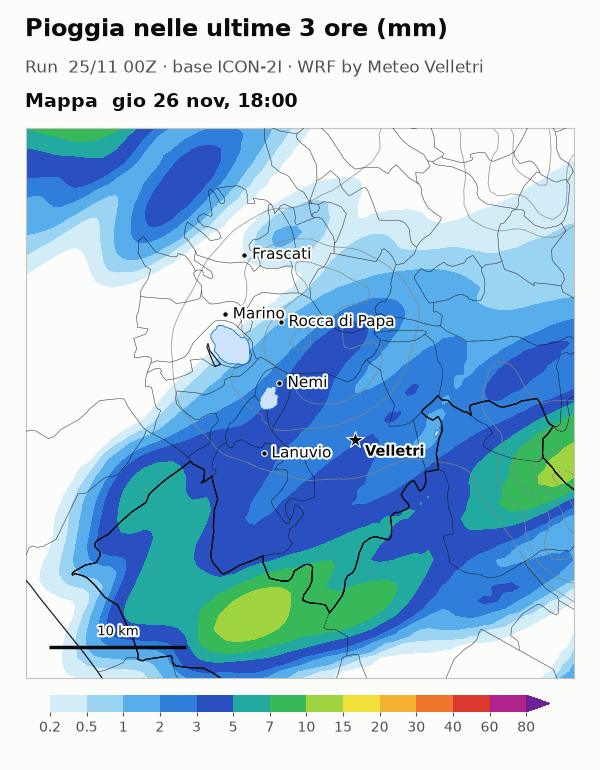 Pioggia nelle ultime 3 ore (mm)
Run  25/11 00Z · base ICON-2I · WRF by Meteo Velletri
Mappa  gio 26 nov, 18:00
Frascati
Marino
Rocca di Papa
Nemi
Velletri
Lanuvio
10 km
0.2 0.5 1 2 3 5 7 10 15 20 30 40 60 80